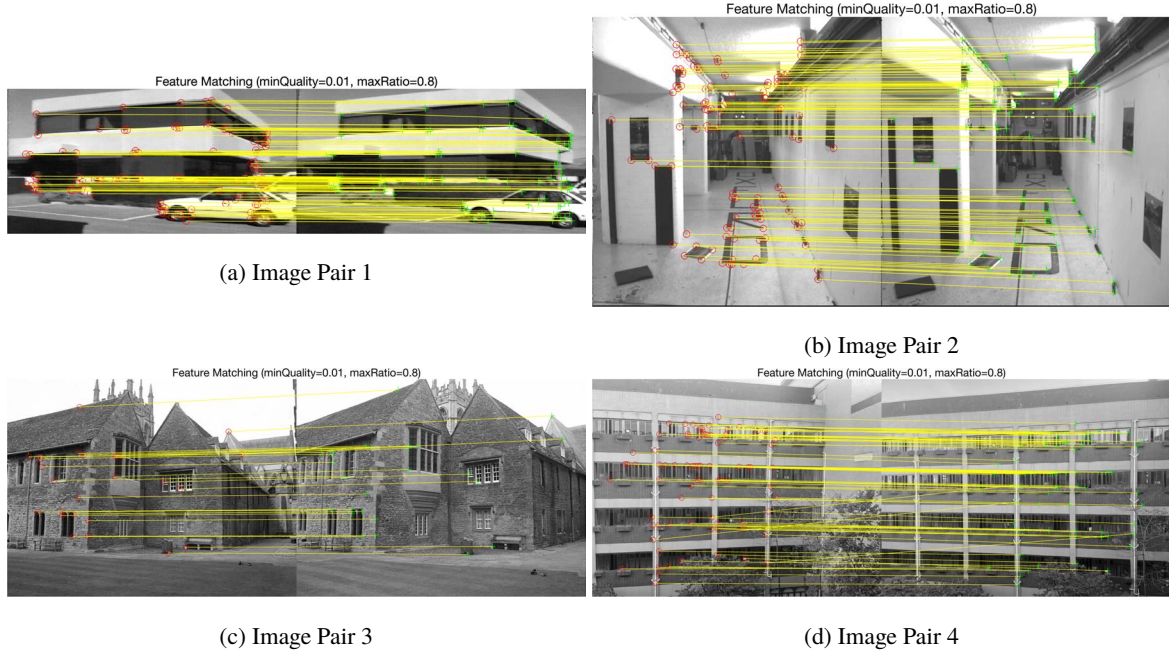 Feature Matching (minQuality=0.01, maxRatio=0.8)
(a) Image Pair 1
Feature Matching (minQuality=0.01, maxRatio=0.8)
(b) Image Pair 2
Feature Matching (minQuality=0.01, maxRatio=0.8)
(c) Image Pair 3
Feature Matching (minQuality=0.01, maxRatio=0.8)
(d) Image Pair 4